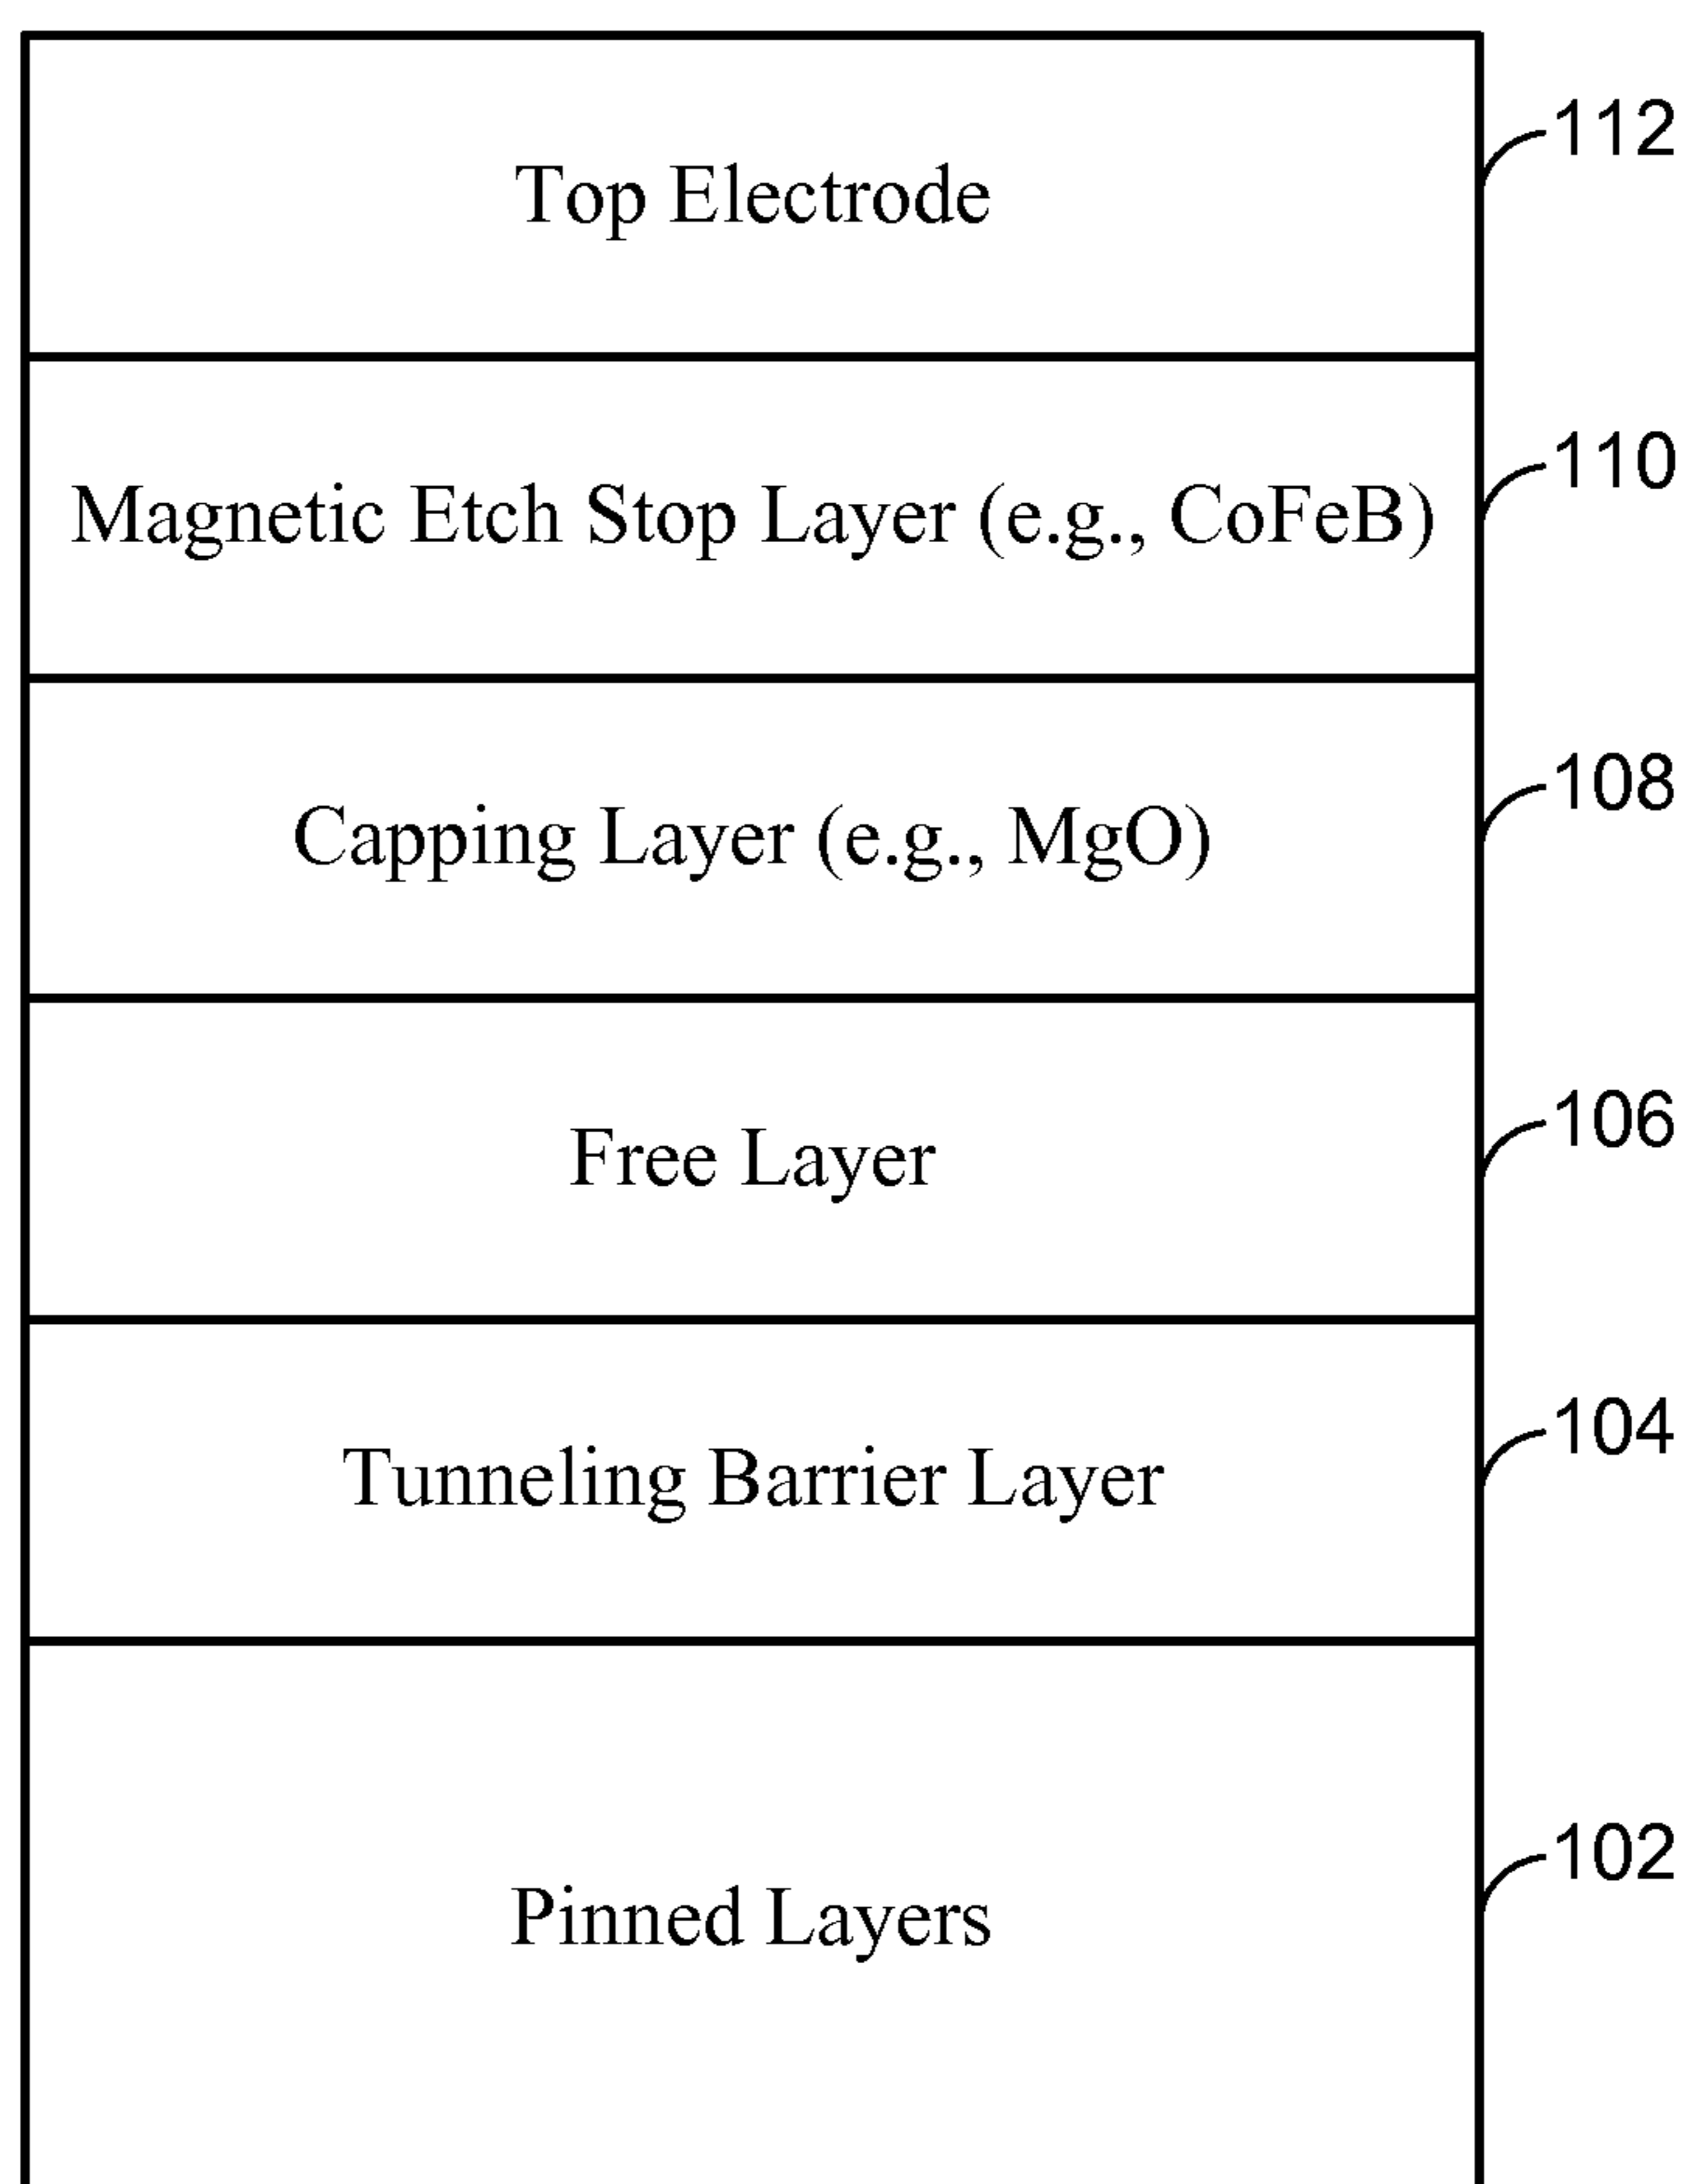 112
Top Electrode
110
Magnetic Etch Stop Layer (e.g., CoFeB)
108
Capping Layer (e.g., MgO)
106
Free Layer
104
Tunneling Barrier Layer
102
Pinned Layers